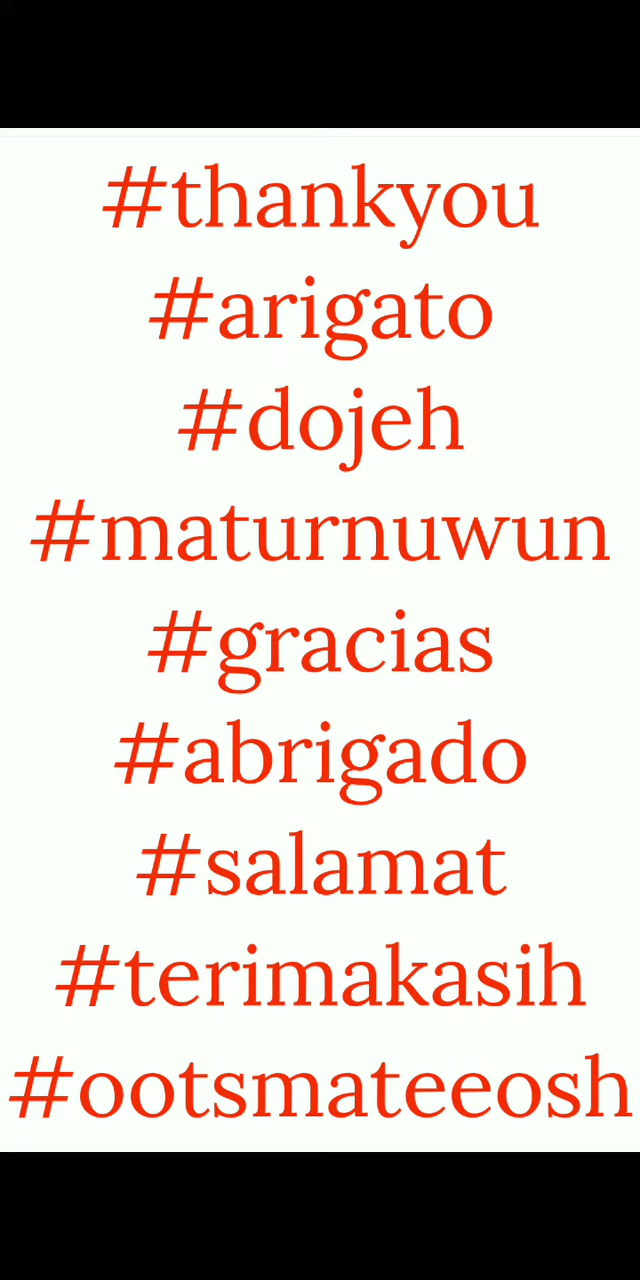 #thankyou
#arigato
#dojeh
#maturnuwun
#gracias
#abrigado
#salamat
#terimakasih
#ootsmateeosh